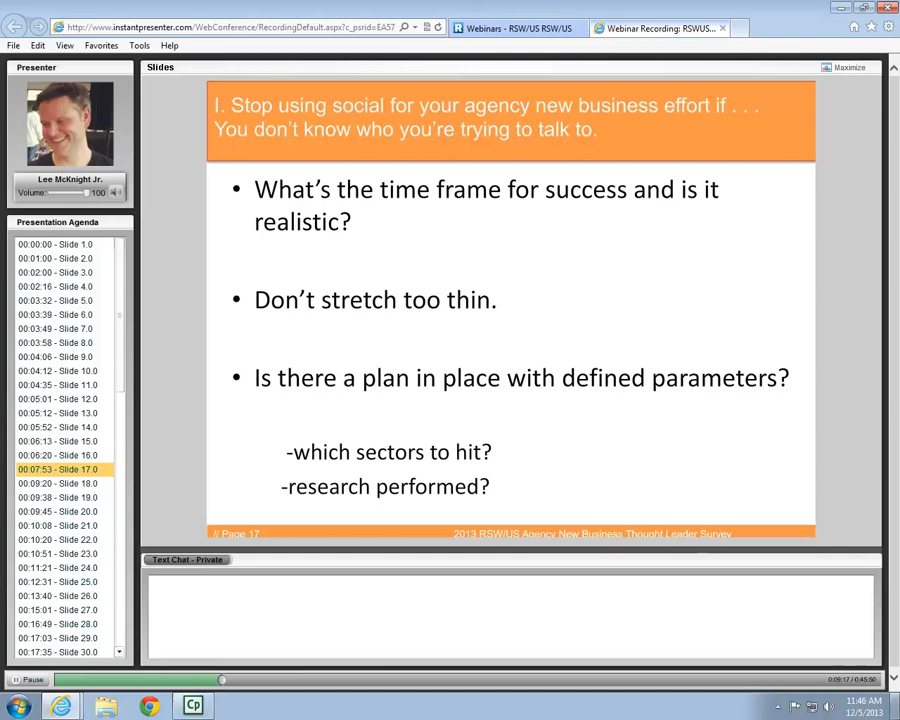 http://www.instantpresenter.com/WebConference/RecordingDefault.aspx?c_psrid=EA57
Webinars - RSW/US RSW/US
Webinar Recording: RSWUS...
File Edit View Favorites Tools Help
Presenter
Lee McKnight Jr.
Volume: 100
Presentation Agenda
00:00:00 - Slide 1.0
00:01:00 - Slide 2.0
00:02:00 - Slide 3.0
00:02:16 - Slide 4.0
00:03:32 - Slide 5.0
00:03:39 - Slide 6.0
00:03:49 - Slide 7.0
00:03:58 - Slide 8.0
00:04:06 - Slide 9.0
00:04:12 - Slide 10.0
00:04:35 - Slide 11.0
00:05:01 - Slide 12.0
00:05:12 - Slide 13.0
00:05:52 - Slide 14.0
00:06:13 - Slide 15.0
00:06:20 - Slide 16.0
00:07:53 - Slide 17.0
00:09:20 - Slide 18.0
00:09:38 - Slide 19.0
00:09:45 - Slide 20.0
00:10:08 - Slide 21.0
00:10:20 - Slide 22.0
00:10:51 - Slide 23.0
00:11:21 - Slide 24.0
00:12:31 - Slide 25.0
00:13:40 - Slide 26.0
00:15:01 - Slide 27.0
00:16:49 - Slide 28.0
00:17:03 - Slide 29.0
00:17:35 - Slide 30.0
Slides
Maximize
I. Stop using social for your agency new business effort if . . .
You don't know who you're trying to talk to.
• What's the time frame for success and is it
realistic?
• Don't stretch too thin.
• Is there a plan in place with defined parameters?
-which sectors to hit?
-research performed?
// Page 17
2013 RSW/US Agency New Business Thought Leader Survey
Text Chat - Private
Pause
0:09:17 / 0:45:50
Cp
11:46 AM
12/5/2013